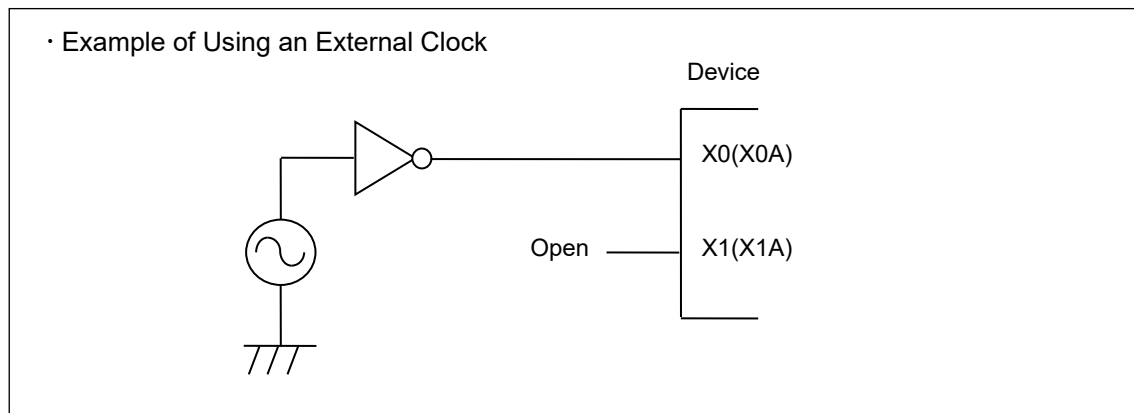 · Example of Using an External Clock
Device
X0(X0A)
Open
X1(X1A)